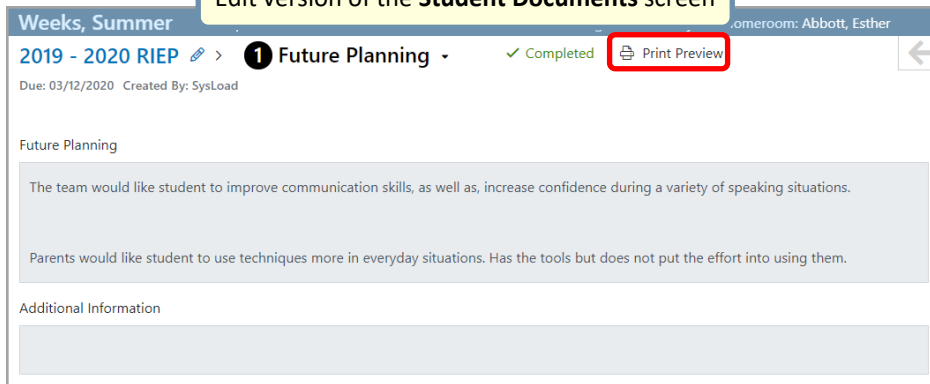 Edit version of the Student Documents screen
Weeks, Summer omeroom: Abbott, Esther
2019 - 2020 RIEP > 1 Future Planning Completed Print Preview
Due: 03/12/2020 Created By: SysLoad
Future Planning
The team would like student to improve communication skills, as well as, increase confidence during a variety of speaking situations.
Parents would like student to use techniques more in everyday situations. Has the tools but does not put the effort into using them.
Additional Information